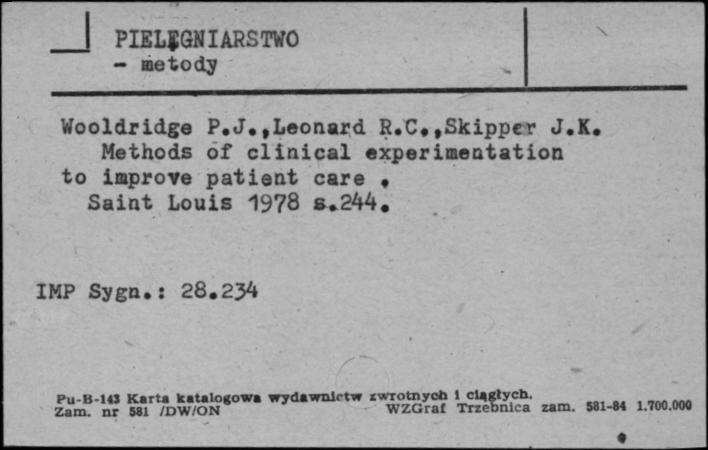 PIELĘGNIARSTWO
- metody
Wooldridge P.J.,Leonard R.C.,Skipper J.K.
Methods of clinical experimentation
to improve patient care .
Saint Louis 1978 s.244.
IMP Sygn.: 28.234
Pu-B-143 Karta katalogowa wydawnictw zwrotnych i ciągłych.
Zam. nr 581 /DW/ON WZGraf Trzebnica zam. 581-84 1.700.000